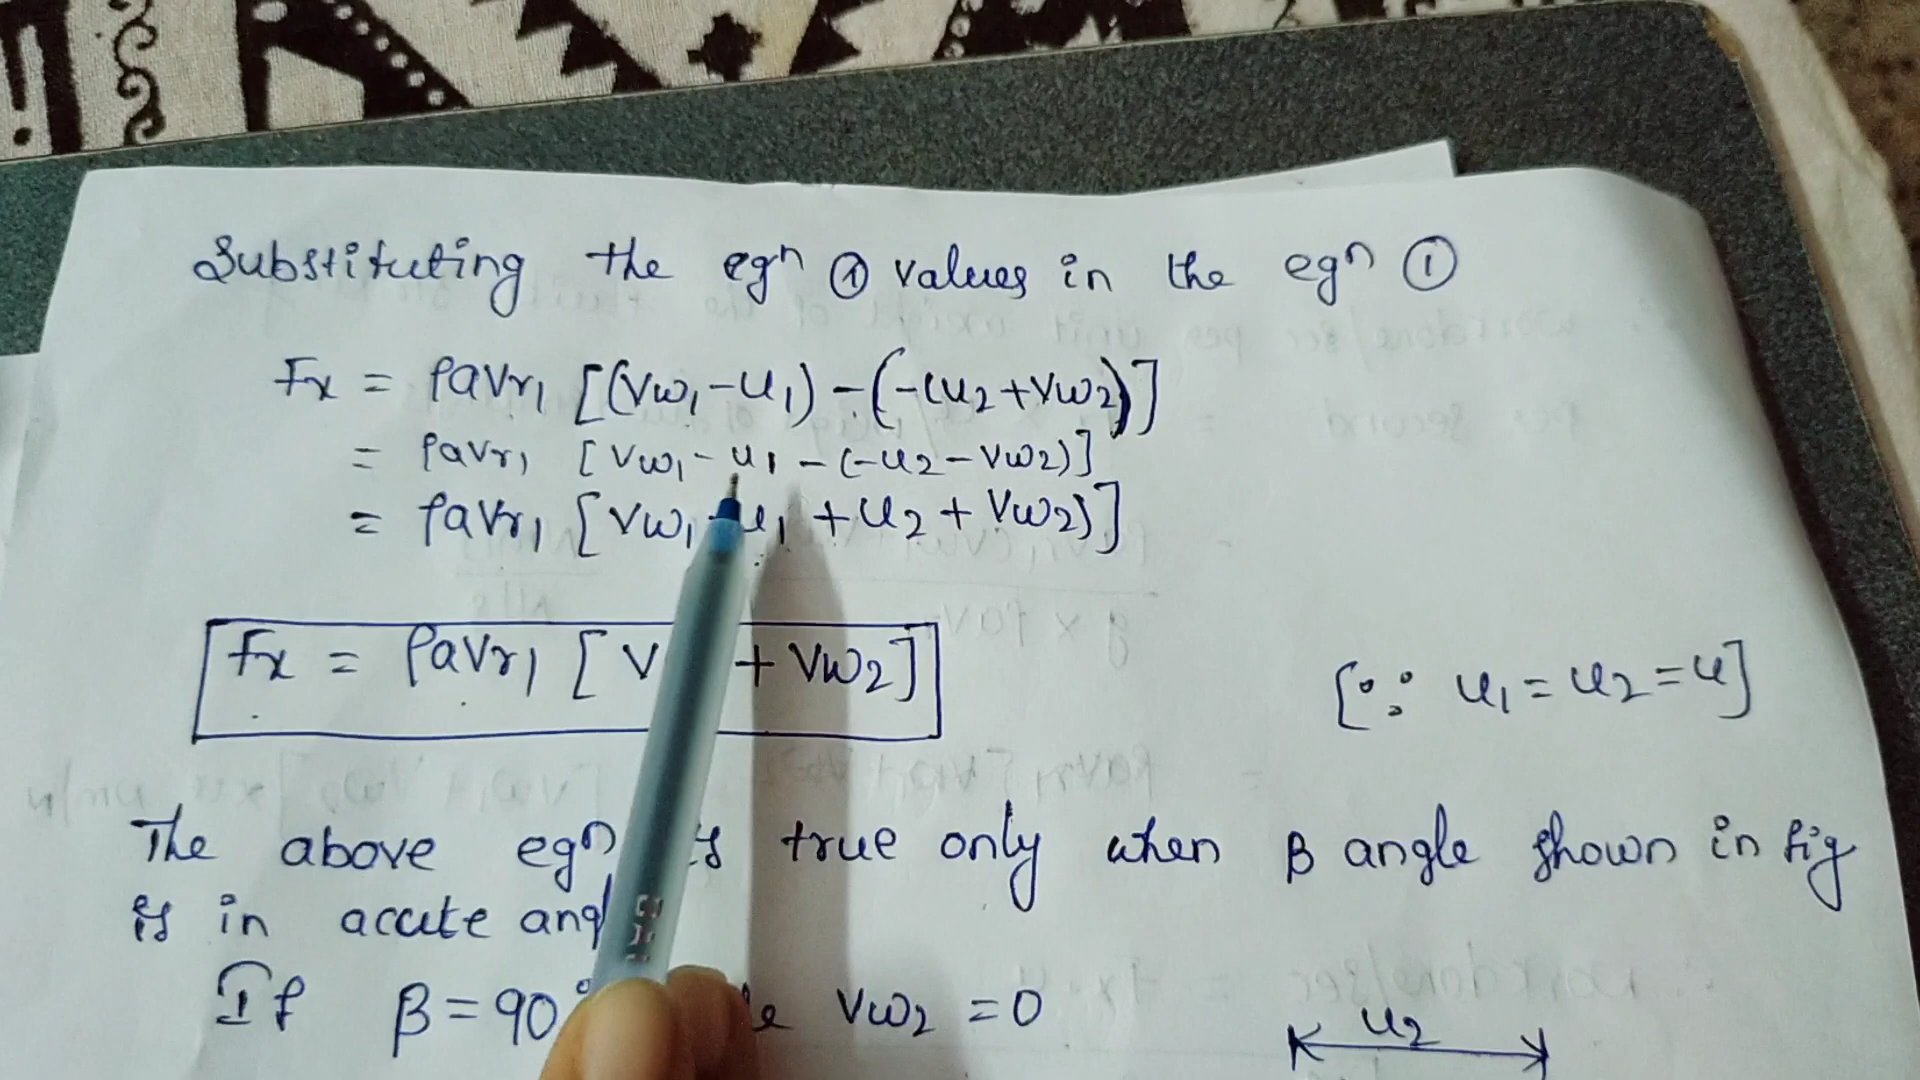 Substituting the eqn ① values in the eqn ①
Fx = ρaVr1 [(Vw1-u1) - (-(u2+Vw2)]
= ρaVr1 [Vw1-u1 - (-u2-Vw2)]
= ρaVr1 [Vw1-u1 + u2 + Vw2)]
Fx = ρaVr1 [V + Vw2]
[∵ u1 = u2 = u]
The above eqn is true only when β angle shown in fig
is in acute
If β = 90° Vw2 = 0
u2